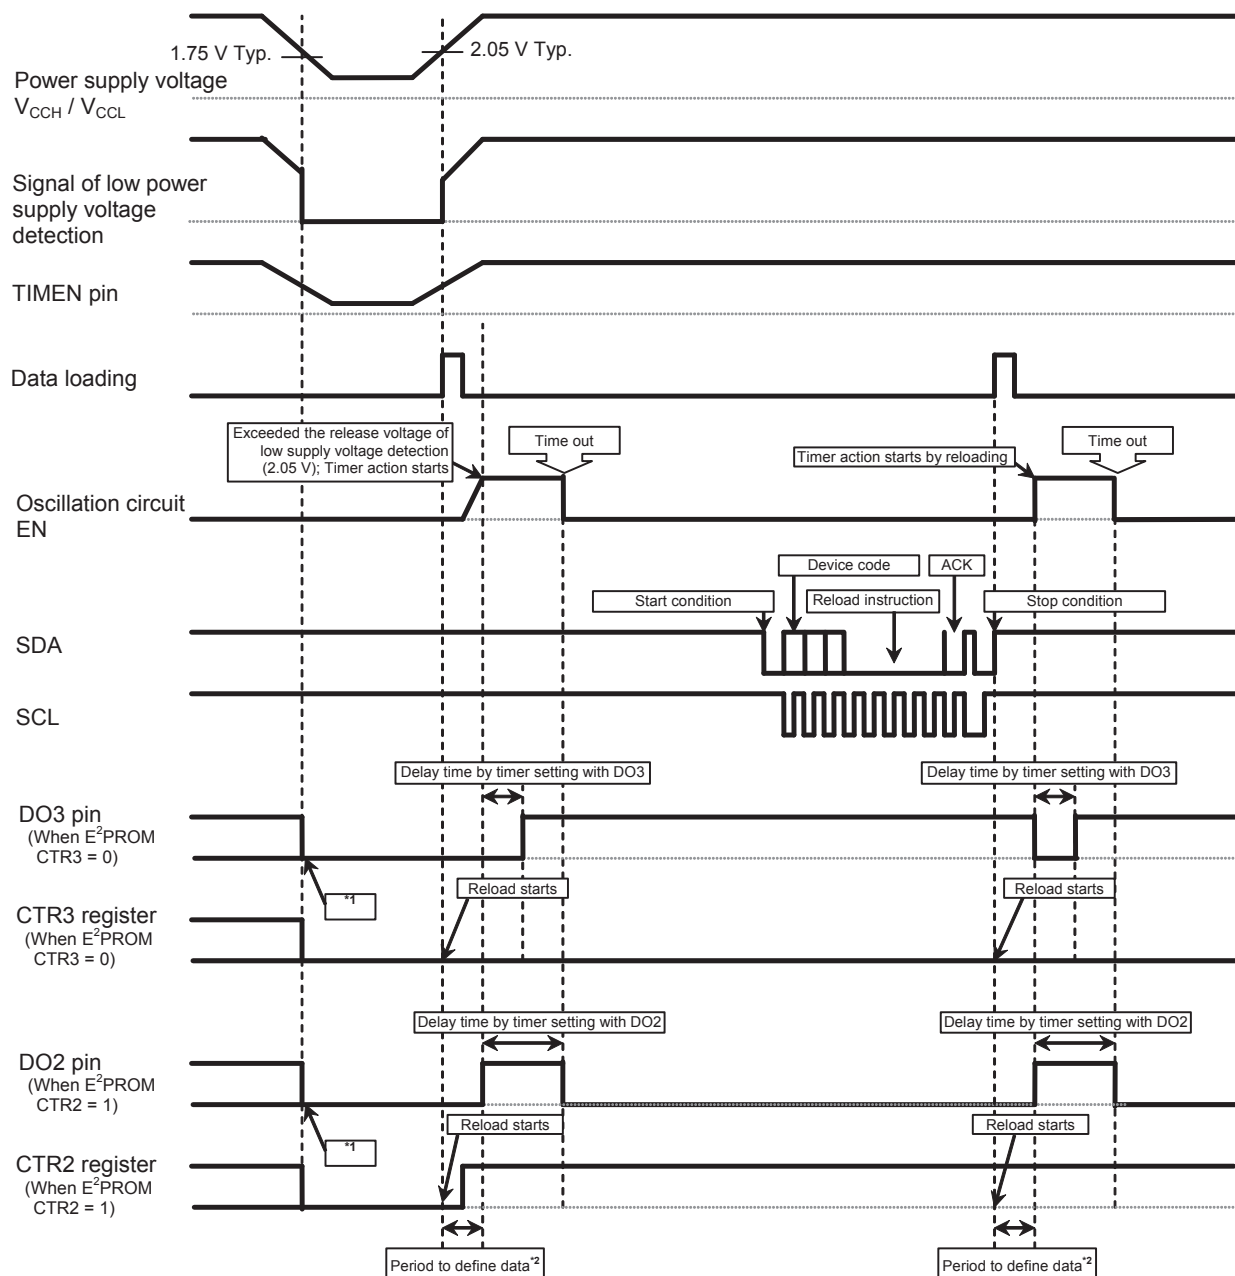 1.75 V Typ.
2.05 V Typ.
Power supply voltage
VCCH / VCCL
Signal of low power
supply voltage
detection
TIMEN pin
Data loading
Exceeded the release voltage of
low supply voltage detection
(2.05 V); Timer action starts
Time out
Timer action starts by reloading
Time out
Oscillation circuit
EN
Device code
ACK
Start condition
Reload instruction
Stop condition
SDA
SCL
Delay time by timer setting with DO3
Delay time by timer setting with DO3
DO3 pin
(When E²PROM
CTR3 = 0)
*1
Reload starts
Reload starts
CTR3 register
(When E²PROM
CTR3 = 0)
Delay time by timer setting with DO2
Delay time by timer setting with DO2
DO2 pin
(When E²PROM
CTR2 = 1)
*1
Reload starts
Reload starts
CTR2 register
(When E²PROM
CTR2 = 1)
Period to define data*2
Period to define data*2